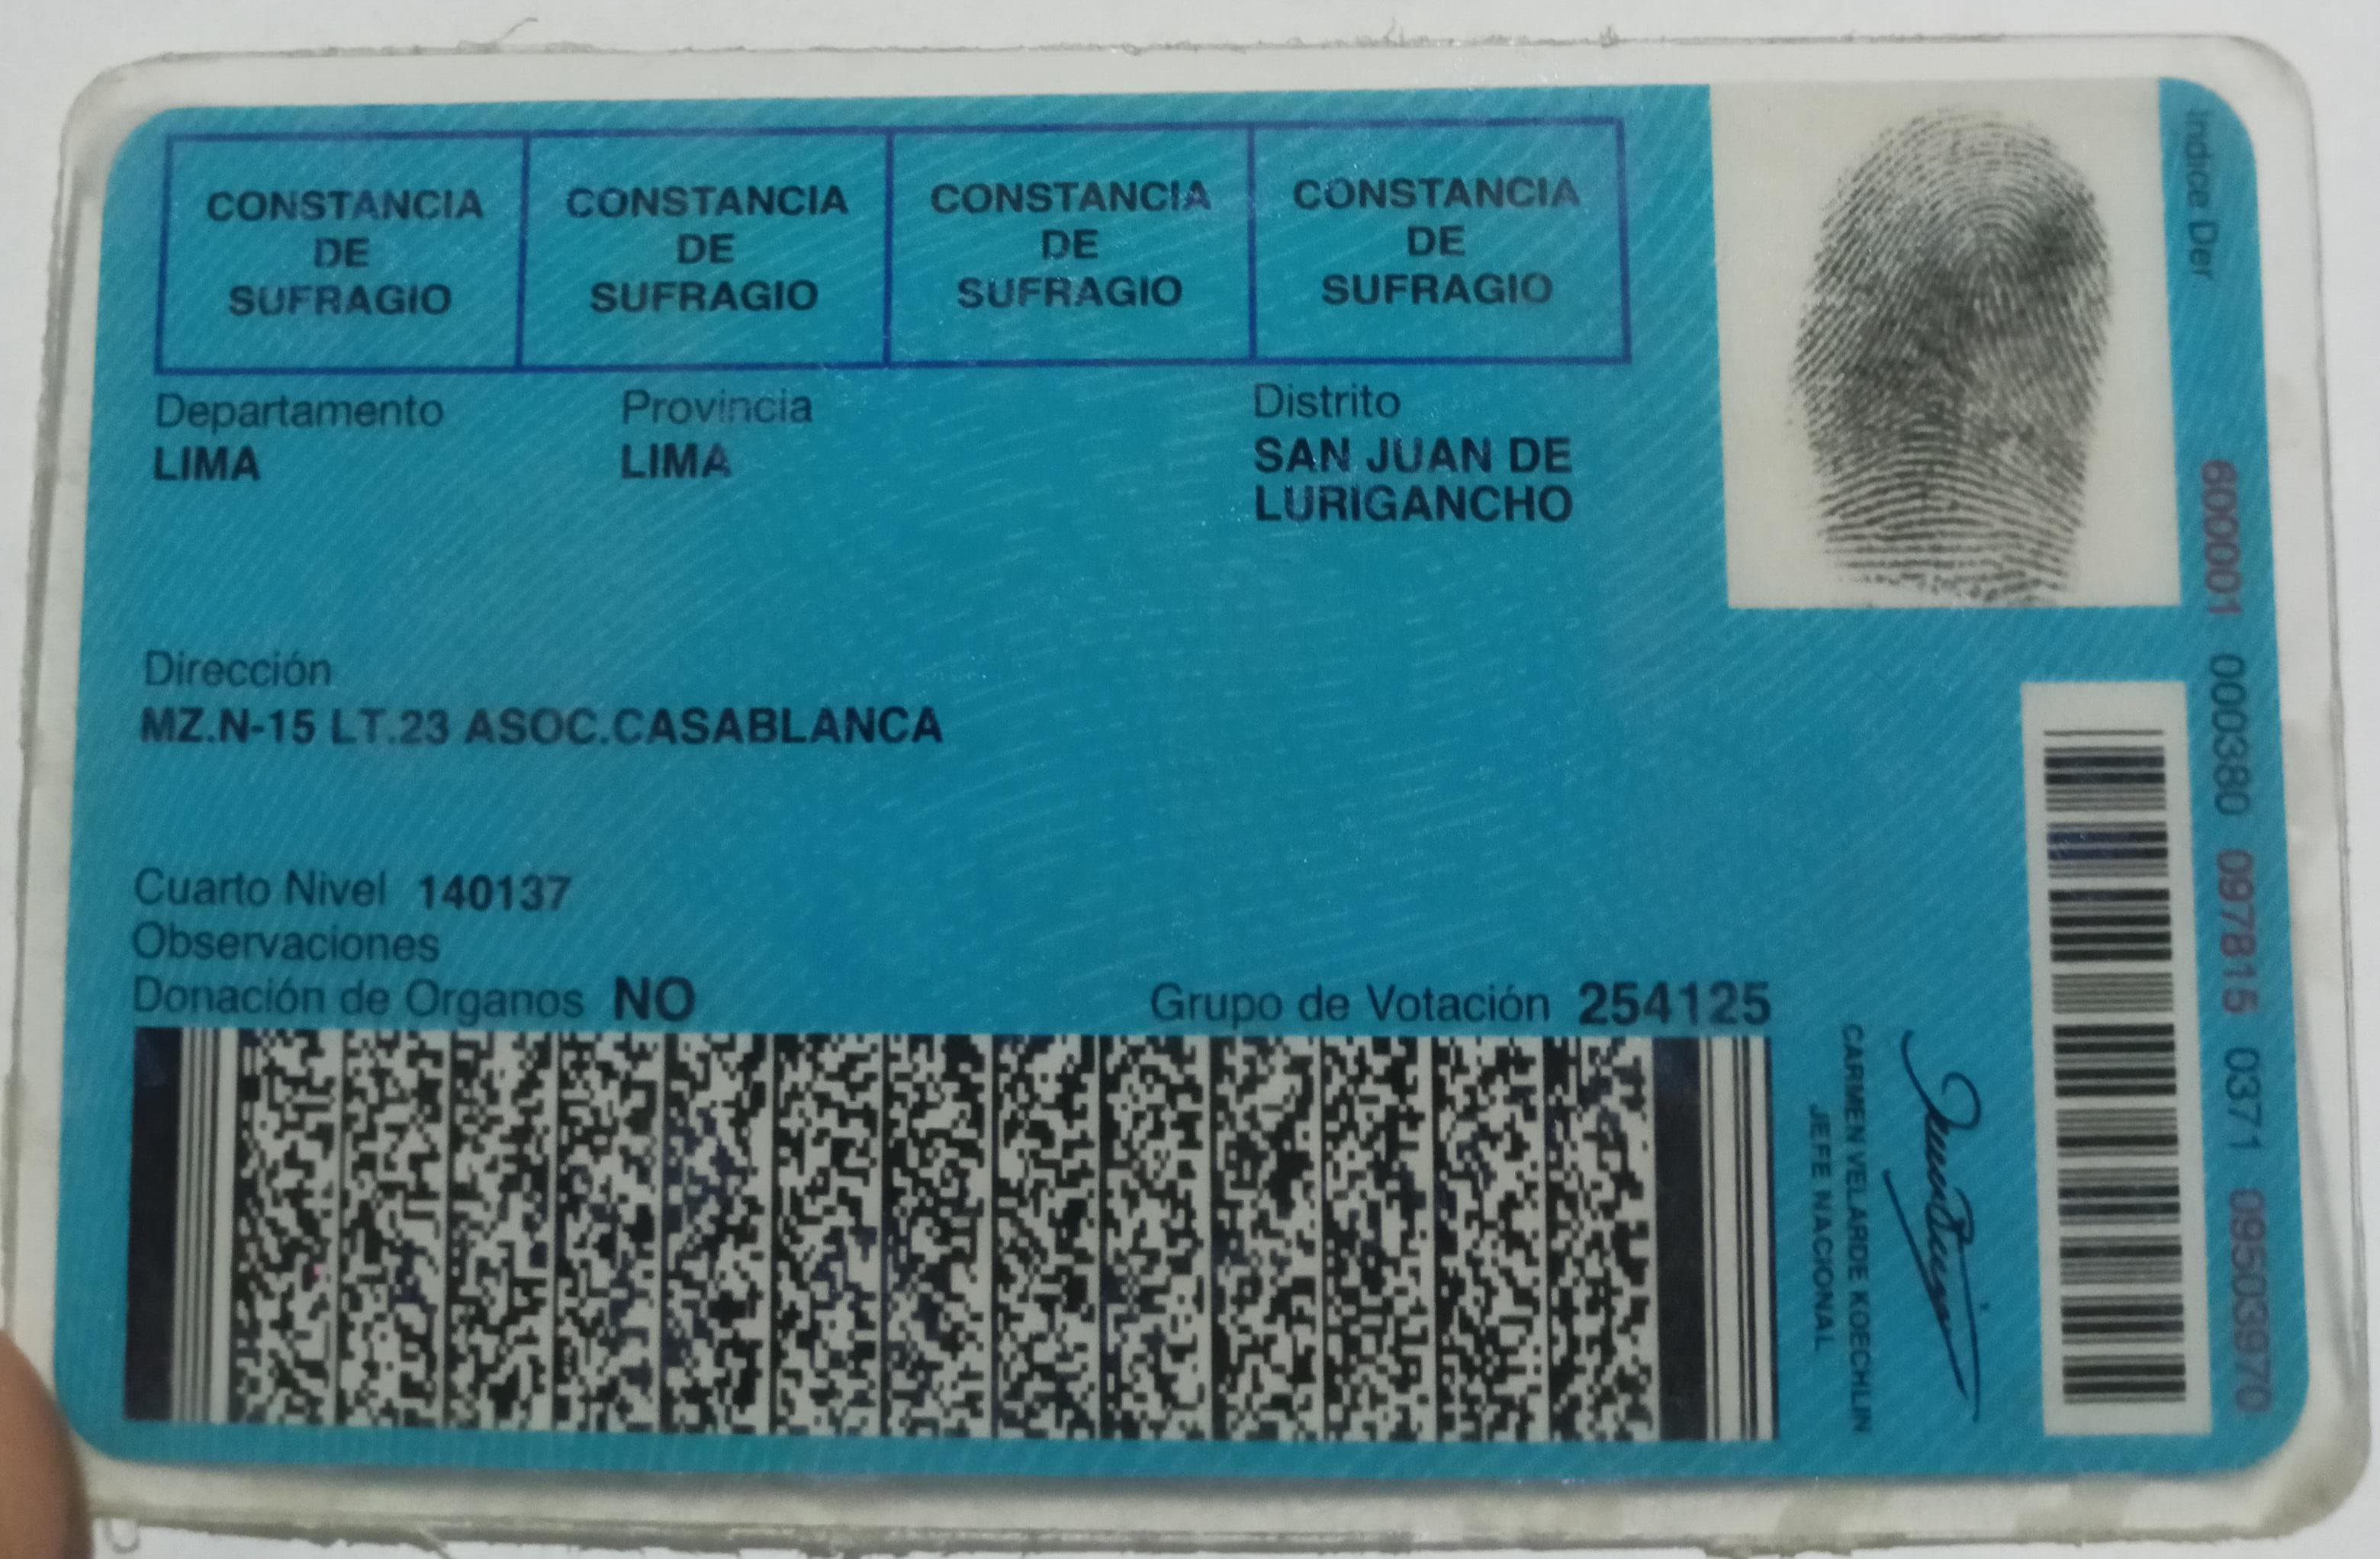 CONSTANCIA
DE
SUFRAGIO
CONSTANCIA
DE
SUFRAGIO
CONSTANCIA
DE
SUFRAGIO
CONSTANCIA
DE
SUFRAGIO
Indice Der
Departamento
LIMA
Provincia
LIMA
Distrito
SAN JUAN DE
LURIGANCHO
Dirección
MZ.N-15 LT.23 ASOC.CASABLANCA
Cuarto Nivel 140137
Observaciones
Donación de Organos NO
Grupo de Votación 254125
CARMEN VELARDE KOECHLIN
JEFE NACIONAL
600001 000380 097815 0371 09503970